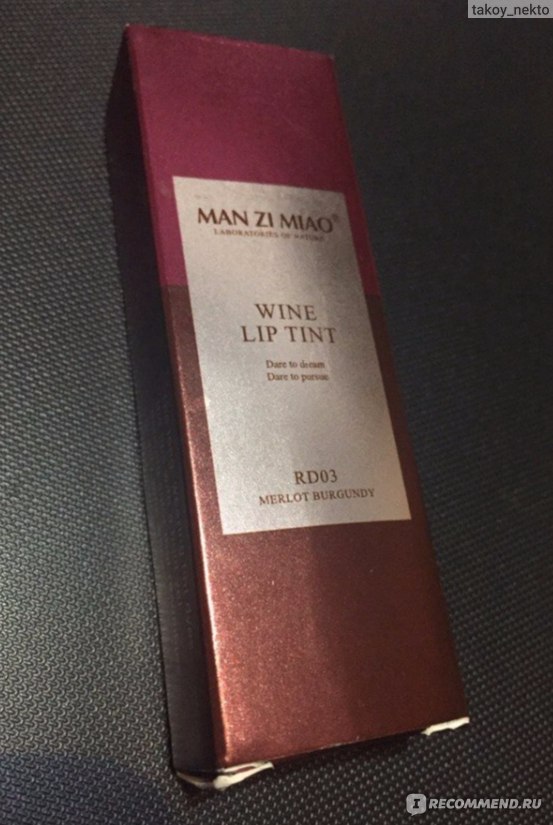 takoy_nekto
MAN ZI MIAO®
LABORATORIES OF NATURE
WINE
LIP TINT
Dare to dream
Dare to pursue
RD03
MERLOT BURGUNDY
I RECOMMEND.RU